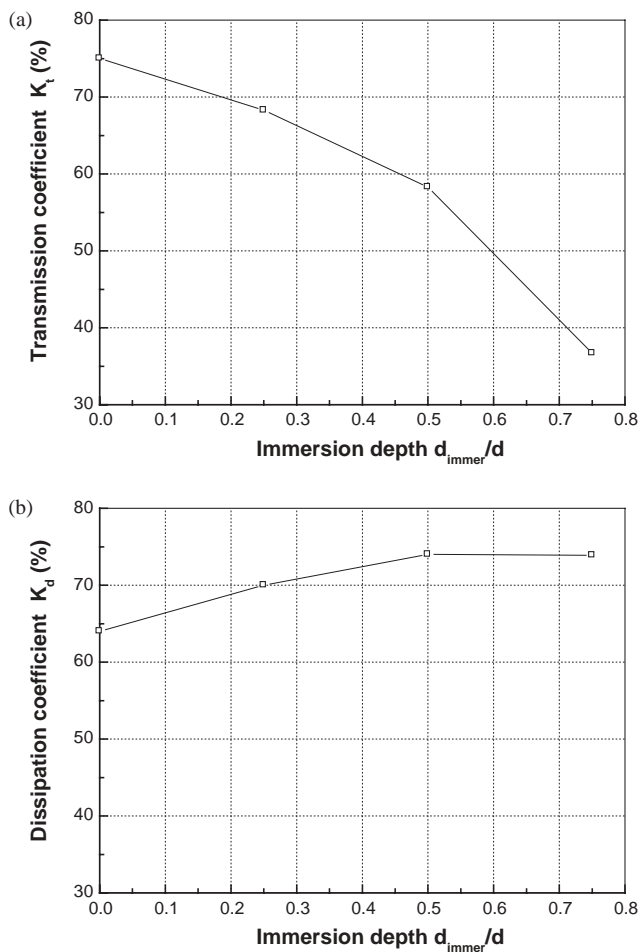 (a)
Transmission coefficient K_t (%)
80
70
60
50
40
30
0.0 0.1 0.2 0.3 0.4 0.5 0.6 0.7 0.8
Immersion depth d_immer/d
(b)
Dissipation coefficient K_d (%)
80
70
60
50
40
30
0.0 0.1 0.2 0.3 0.4 0.5 0.6 0.7 0.8
Immersion depth d_immer/d